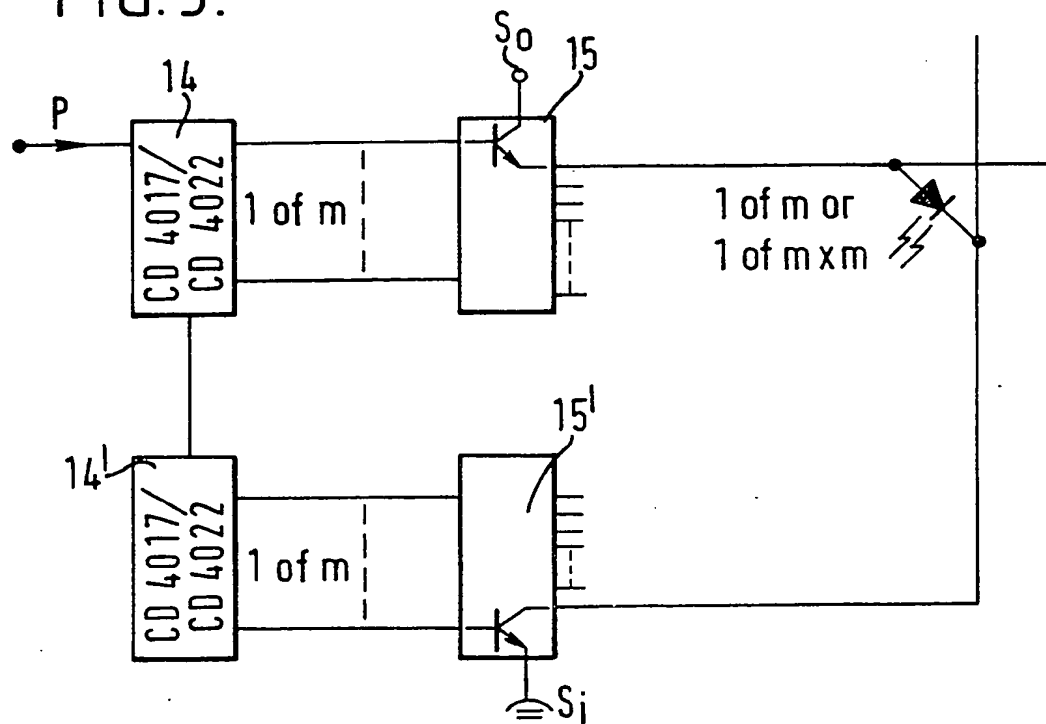 FIG. 5.
So
15
14
P
CD 4017/
CD 4022
1 of m
1 of m or
1 of m x m
15'
14'
CD 4017/
CD 4022
1 of m
Si